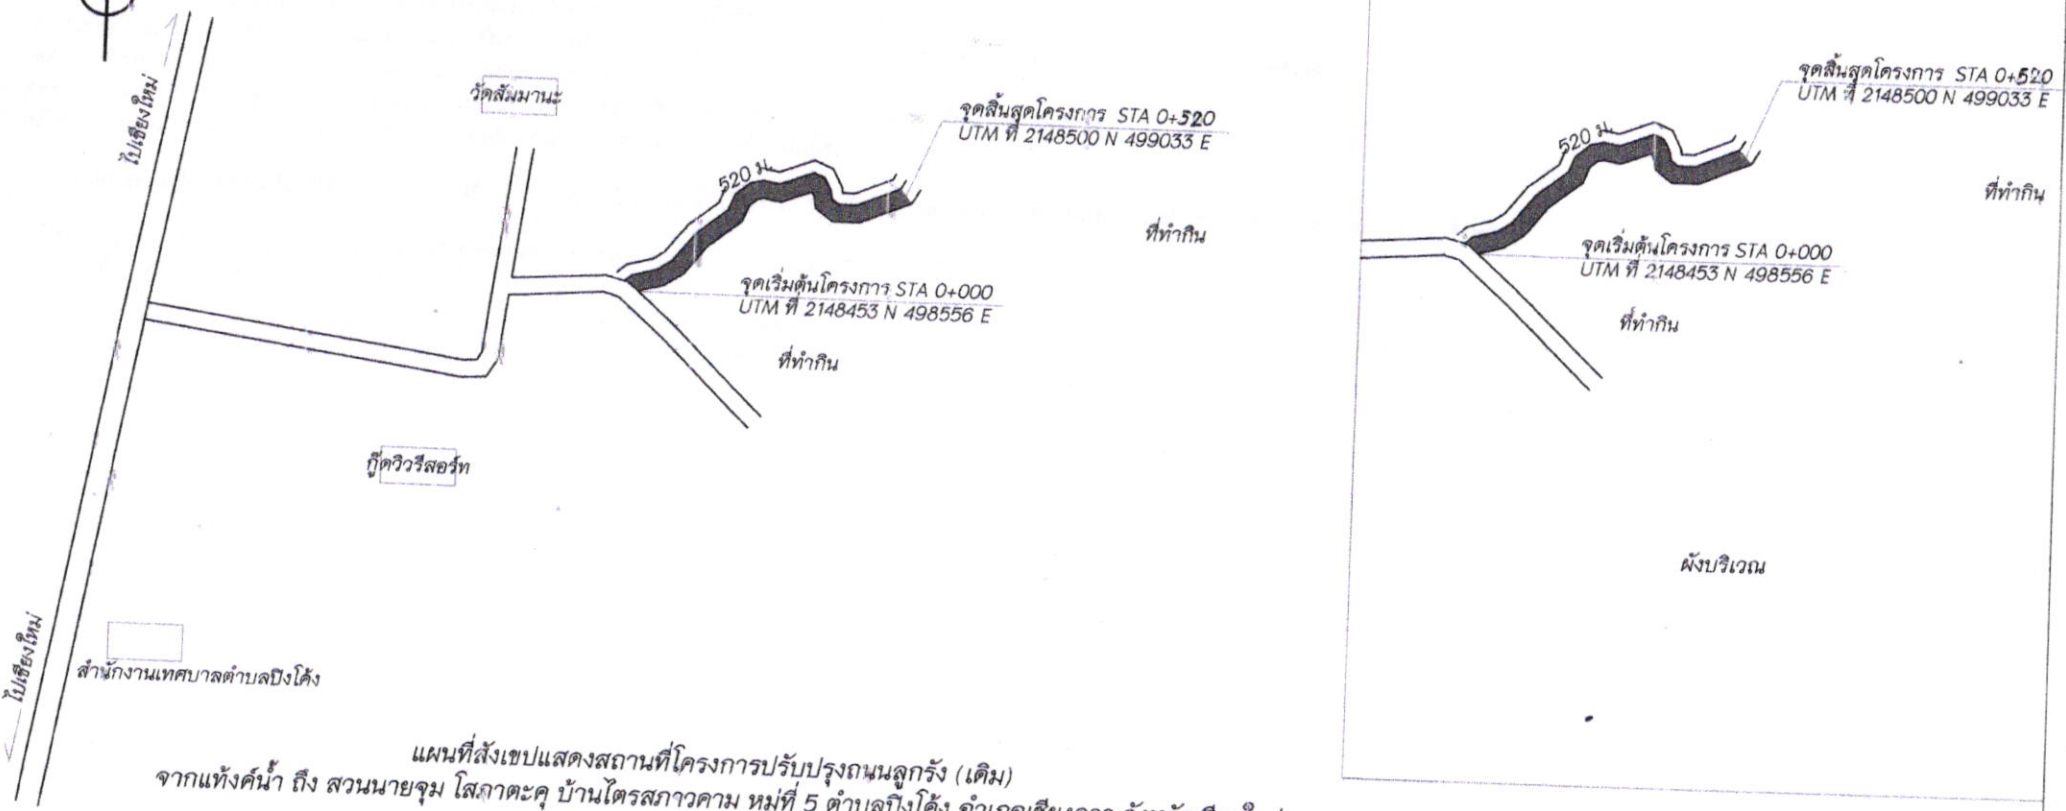 ไปเชียงใหม่
วัดสัมมานะ
จุดสิ้นสุดโครงการ STA 0+520
UTM ที่ 2148500 N 499033 E
520 ม.
ที่ทำกิน
จุดเริ่มต้นโครงการ STA 0+000
UTM ที่ 2148453 N 498556 E
ที่ทำกิน
กู๊ดวิวรีสอร์ท
ไปเชียงใหม่
สำนักงานเทศบาลตำบลปิงโค้ง
จุดสิ้นสุดโครงการ STA 0+520
UTM ที่ 2148500 N 499033 E
520 ม.
ที่ทำกิน
จุดเริ่มต้นโครงการ STA 0+000
UTM ที่ 2148453 N 498556 E
ที่ทำกิน
ผังบริเวณ
แผนที่สังเขปแสดงสถานที่โครงการปรับปรุงถนนลูกรัง (เดิม)
จากแท้งค์น้ำ ถึง สวนนายจุม โสภาตะคุ บ้านไตรสภาวคาม หมู่ที่ 5 ตำบลปิงโค้ง